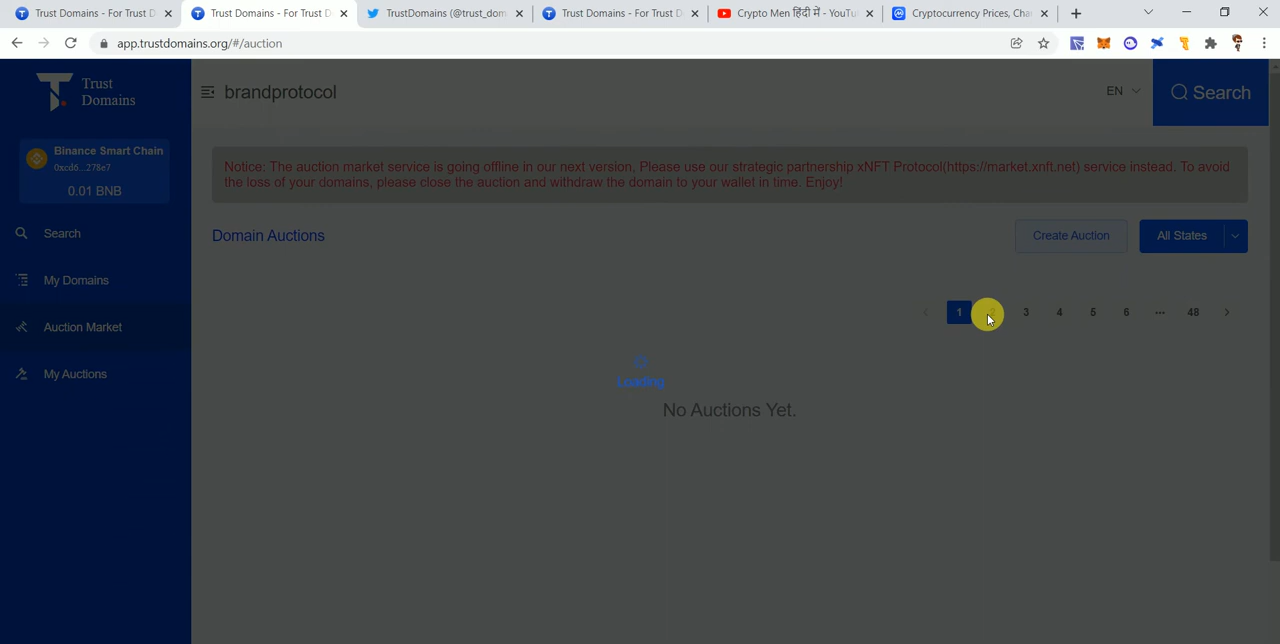 Trust Domains - For Trust D
Trust Domains - For Trust D
TrustDomains (@trust_dom
Trust Domains - For Trust D
Crypto Men हिंदी में - YouTu
Cryptocurrency Prices, Cha
app.trustdomains.org/#/auction
Trust
Domains
brandprotocol
EN
Search
Binance Smart Chain
0xcd6...278e7
0.01 BNB
Notice: The auction market service is going offline in our next version, Please use our strategic partnership xNFT Protocol(https://market.xnft.net) service instead. To avoid
the loss of your domains, please close the auction and withdraw the domain to your wallet in time. Enjoy!
Search
Domain Auctions
Create Auction
All States
My Domains
1 2 3 4 5 6 ••• 48
Auction Market
My Auctions
Loading
No Auctions Yet.